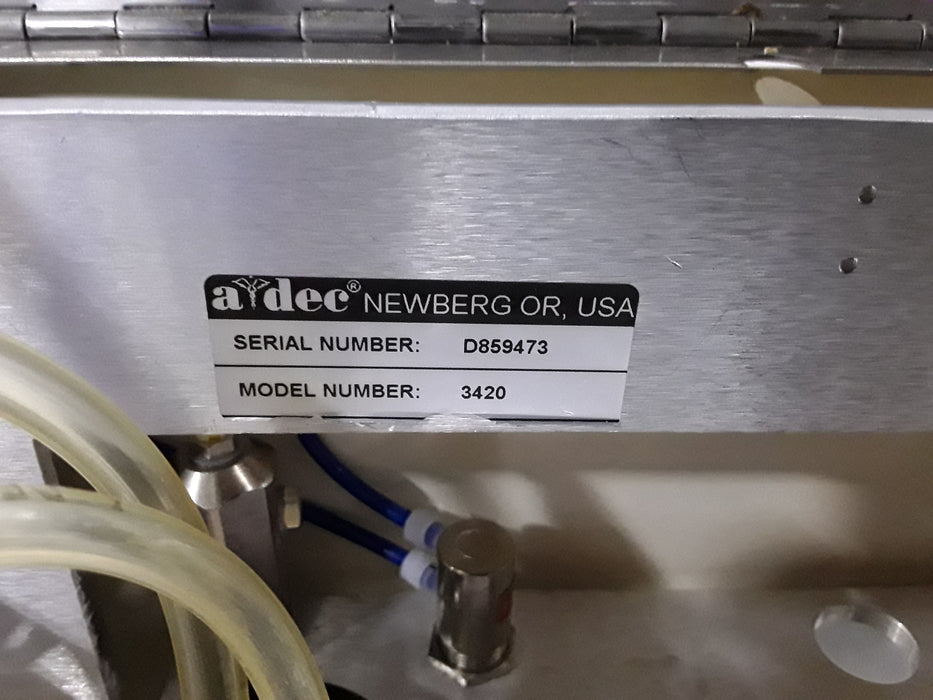 a dec® NEWBERG OR, USA
SERIAL NUMBER: D859473
MODEL NUMBER: 3420